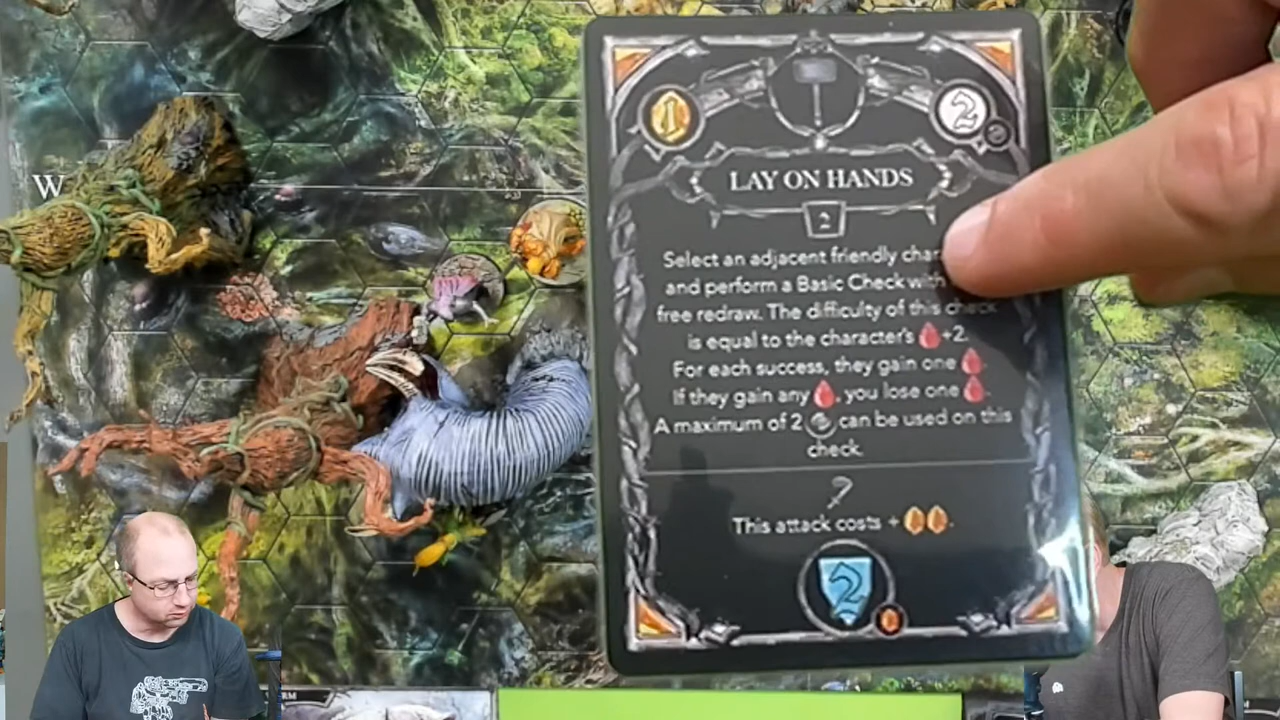 W
1
2
LAY ON HANDS
2
Select an adjacent friendly char
and perform a Basic Check with
free redraw. The difficulty of this check
is equal to the character's +2.
For each success, they gain one
If they gain any , you lose one .
A maximum of 2 can be used on this
check.
This attack costs + .
2
RM